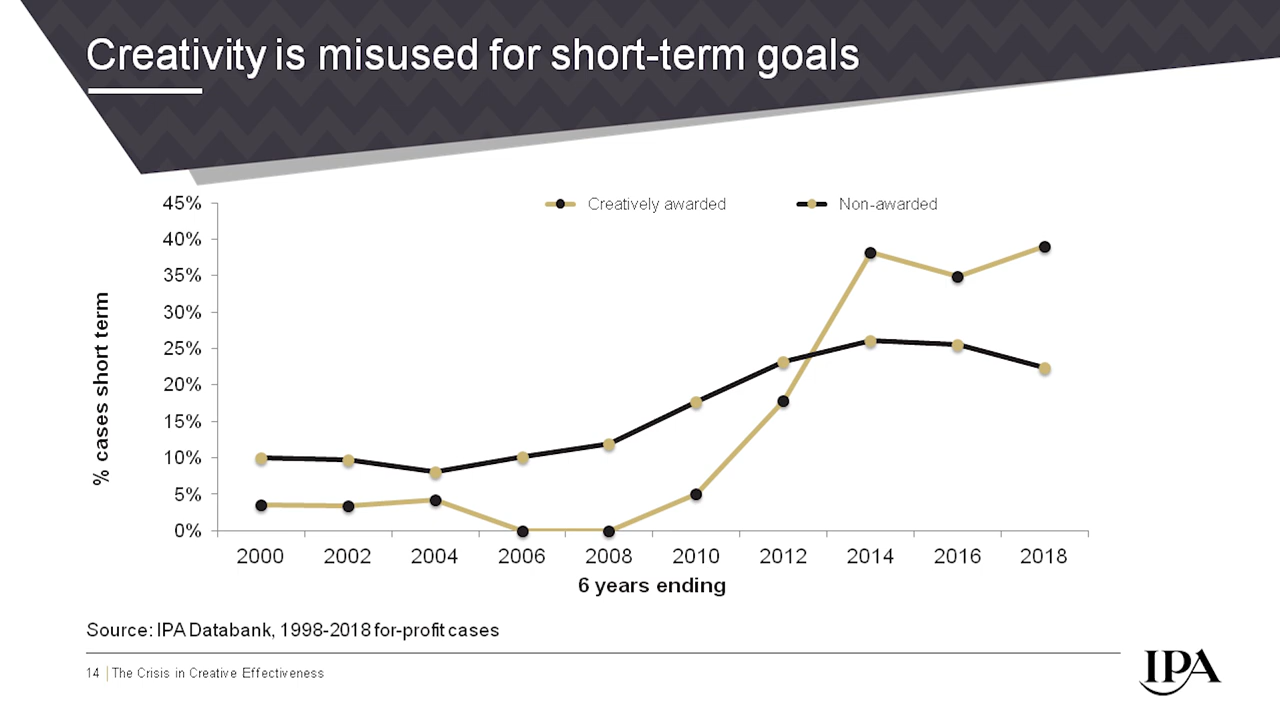 Creativity is misused for short-term goals
Creatively awarded
Non-awarded
45%
40%
35%
30%
25%
20%
15%
10%
5%
0%
% cases short term
2000 2002 2004 2006 2008 2010 2012 2014 2016 2018
6 years ending
Source: IPA Databank, 1998-2018 for-profit cases
14 | The Crisis in Creative Effectiveness
IPA